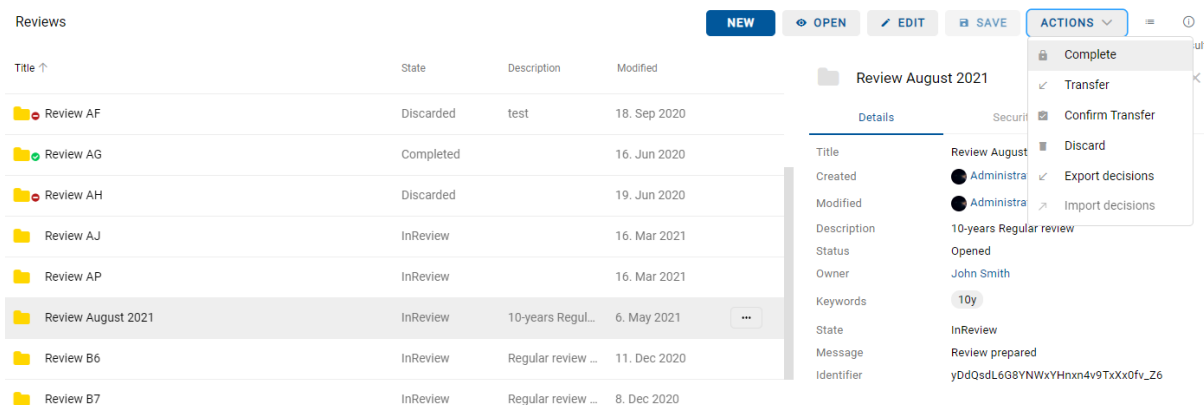 Reviews
NEW
OPEN
EDIT
SAVE
ACTIONS
Title
State
Description
Modified
Review AF
Discarded
test
18. Sep 2020
Review AG
Completed
16. Jun 2020
Review AH
Discarded
19. Jun 2020
Review AJ
InReview
16. Mar 2021
Review AP
InReview
16. Mar 2021
Review August 2021
InReview
10-years Regul...
6. May 2021
...
Review B6
InReview
Regular review ...
11. Dec 2020
Review B7
InReview
Regular review ...
8. Dec 2020
Complete
Transfer
Confirm Transfer
Discard
Export decisions
Import decisions
Review August 2021
Details
Securit
Title
Review August
Created
Administra
Modified
Administra
Description
10-years Regular review
Status
Opened
Owner
John Smith
Keywords
10y
State
InReview
Message
Review prepared
Identifier
yDdQsdL6G8YNWxYHnxn4v9TxXx0fv_Z6